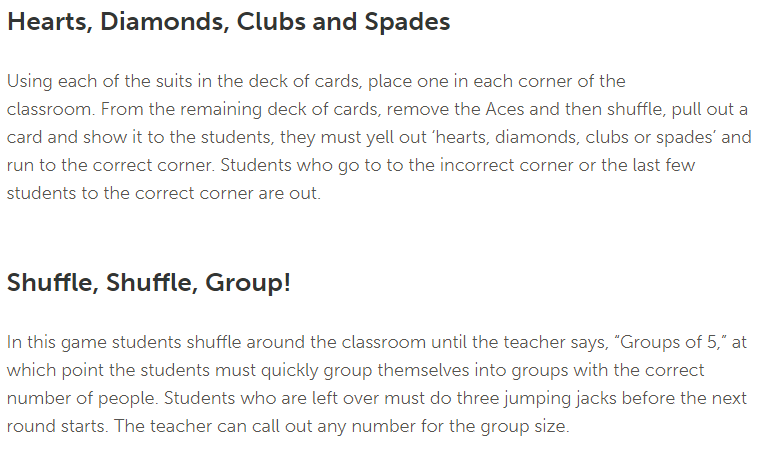 Hearts, Diamonds, Clubs and Spades
Using each of the suits in the deck of cards, place one in each corner of the
classroom. From the remaining deck of cards, remove the Aces and then shuffle, pull out a
card and show it to the students, they must yell out ‘hearts, diamonds, clubs or spades’ and
run to the correct corner. Students who go to to the incorrect corner or the last few
students to the correct corner are out.
Shuffle, Shuffle, Group!
In this game students shuffle around the classroom until the teacher says, “Groups of 5,” at
which point the students must quickly group themselves into groups with the correct
number of people. Students who are left over must do three jumping jacks before the next
round starts. The teacher can call out any number for the group size.